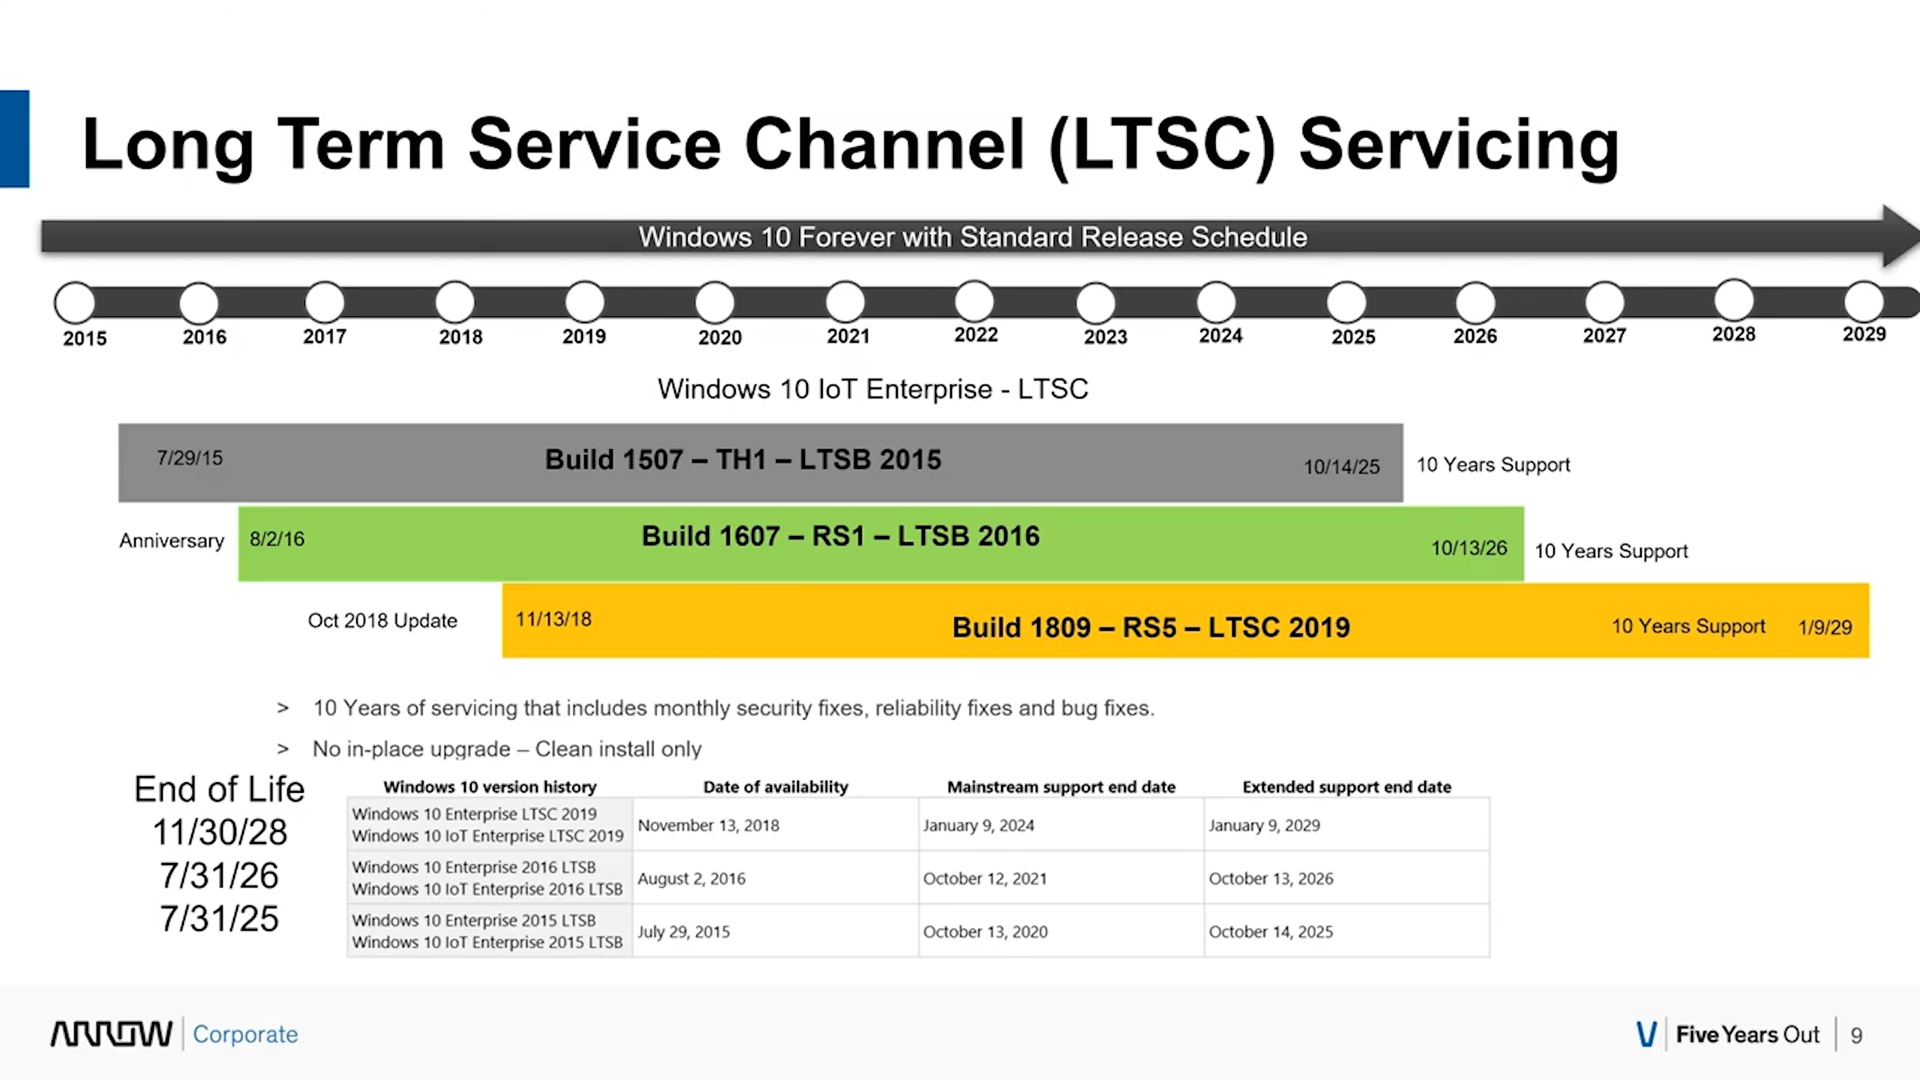 Long Term Service Channel (LTSC) Servicing
Windows 10 Forever with Standard Release Schedule
2015 2016 2017 2018 2019 2020 2021 2022 2023 2024 2025 2026 2027 2028 2029
Windows 10 IoT Enterprise - LTSC
7/29/15 Build 1507 – TH1 – LTSB 2015 10/14/25 10 Years Support
Anniversary 8/2/16 Build 1607 – RS1 – LTSB 2016 10/13/26 10 Years Support
Oct 2018 Update 11/13/18 Build 1809 – RS5 – LTSC 2019 10 Years Support 1/9/29
> 10 Years of servicing that includes monthly security fixes, reliability fixes and bug fixes.
> No in-place upgrade – Clean install only
End of Life
11/30/28
7/31/26
7/31/25
Windows 10 version history Date of availability Mainstream support end date Extended support end date
Windows 10 Enterprise LTSC 2019
Windows 10 IoT Enterprise LTSC 2019
November 13, 2018 January 9, 2024 January 9, 2029
Windows 10 Enterprise 2016 LTSB
Windows 10 IoT Enterprise 2016 LTSB
August 2, 2016 October 12, 2021 October 13, 2026
Windows 10 Enterprise 2015 LTSB
Windows 10 IoT Enterprise 2015 LTSB
July 29, 2015 October 13, 2020 October 14, 2025
ARROW Corporate
Five Years Out 9